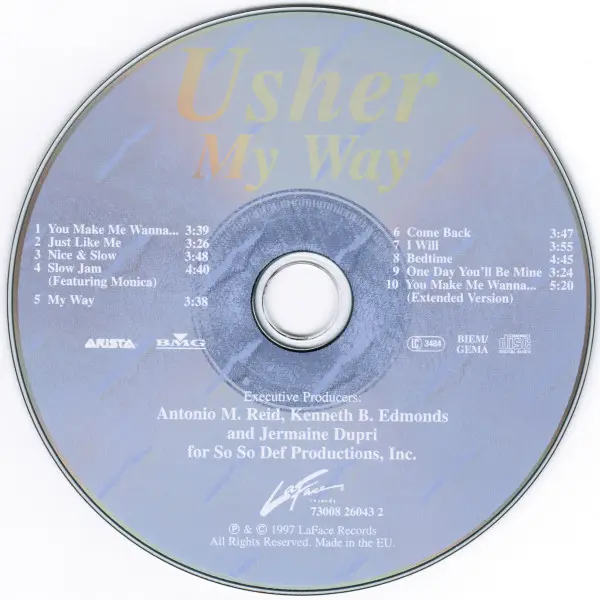 Usher
My Way
1 You Make Me Wanna... 3:39
2 Just Like Me 3:26
3 Nice & Slow 3:48
4 Slow Jam 4:40
(Featuring Monica)
5 My Way 3:38
6 Come Back 3:47
7 I Will 3:55
8 Bedtime 4:45
9 One Day You'll Be Mine 3:24
10 You Make Me Wanna... 5:20
(Extended Version)
ARISTA BMG
LC 3484 BIEM/
GEMA
COMPACT
disc
DIGITAL AUDIO
Executive Producers:
Antonio M. Reid, Kenneth B. Edmonds
and Jermaine Dupri
for So So Def Productions, Inc.
LaFace
records
73008 26043 2
℗ & © 1997 LaFace Records
All Rights Reserved. Made in the EU.